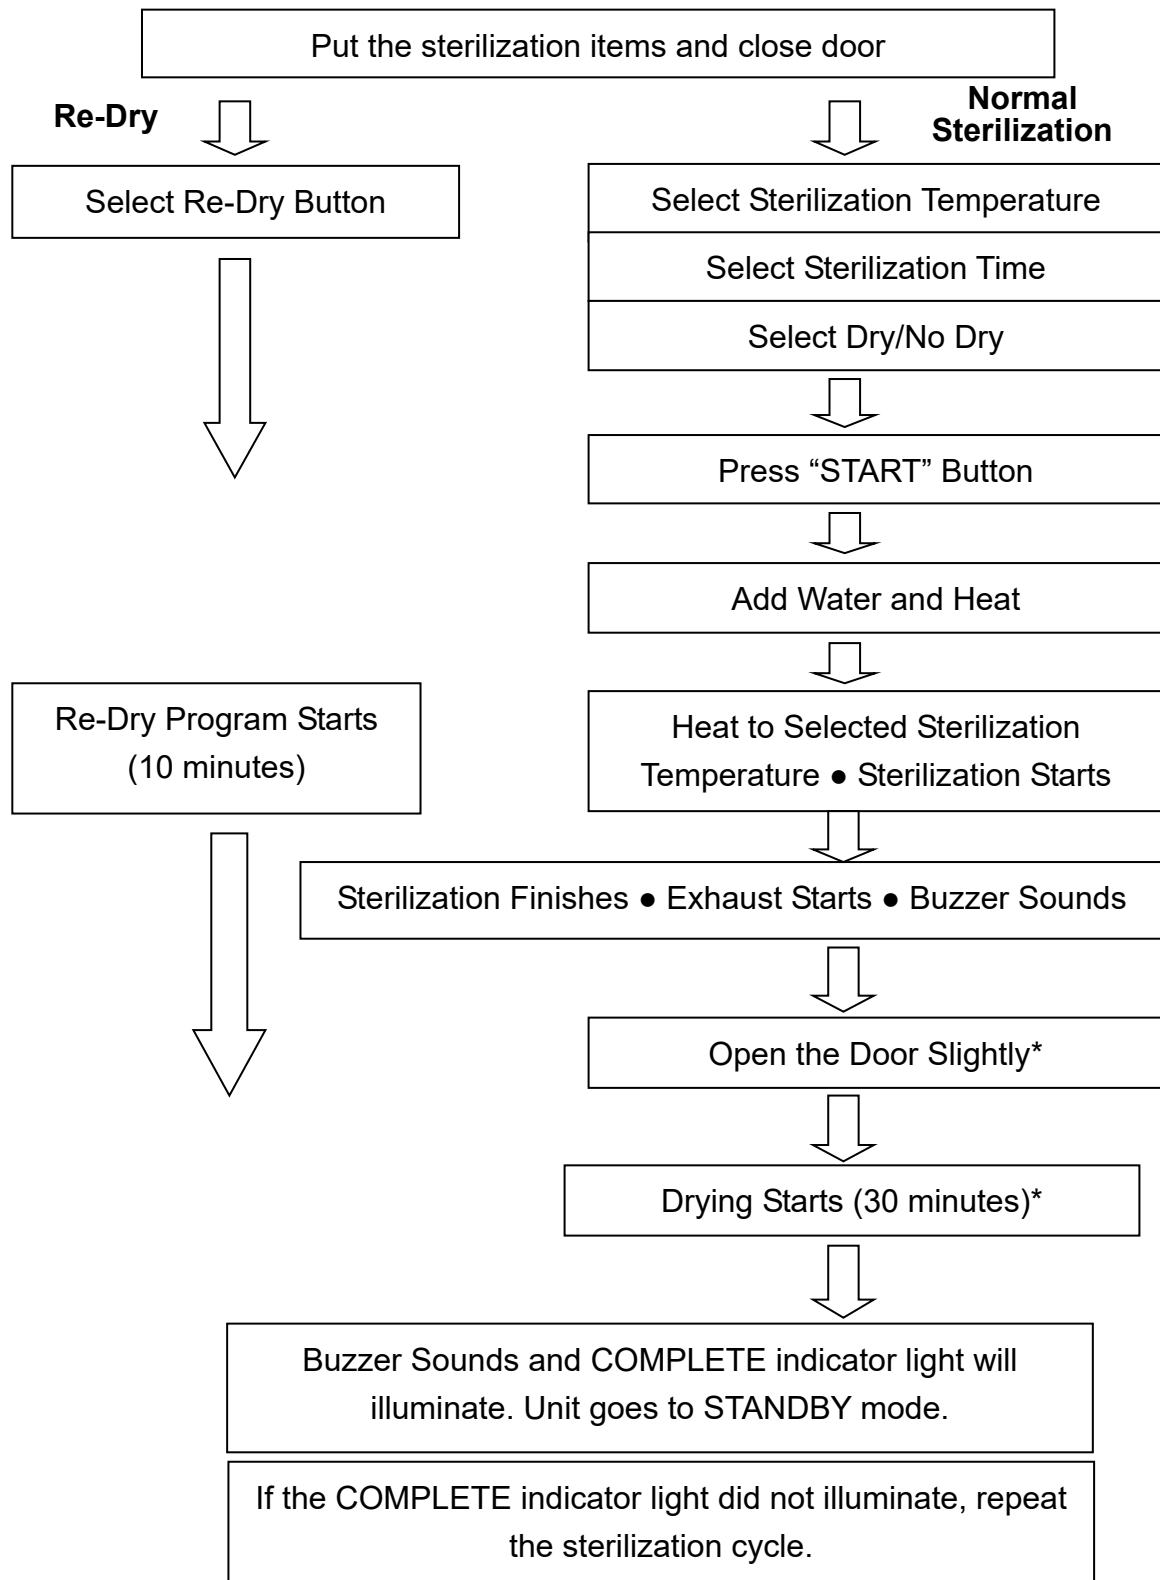 Put the sterilization items and close door
Re-Dry
Normal
Sterilization
Select Re-Dry Button
Select Sterilization Temperature
Select Sterilization Time
Select Dry/No Dry
Press “START” Button
Add Water and Heat
Re-Dry Program Starts
(10 minutes)
Heat to Selected Sterilization
Temperature ● Sterilization Starts
Sterilization Finishes ● Exhaust Starts ● Buzzer Sounds
Open the Door Slightly*
Drying Starts (30 minutes)*
Buzzer Sounds and COMPLETE indicator light will
illuminate. Unit goes to STANDBY mode.
If the COMPLETE indicator light did not illuminate, repeat
the sterilization cycle.